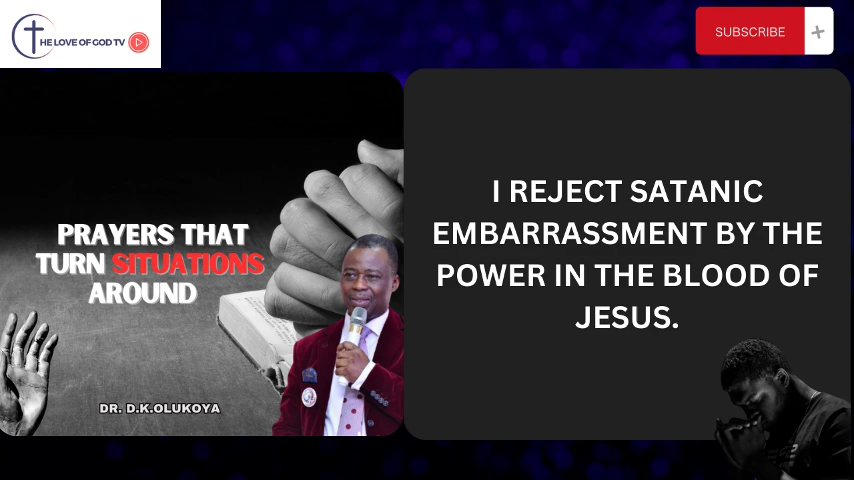 THE LOVE OF GOD TV
SUBSCRIBE
PRAYERS THAT
TURN SITUATIONS
AROUND
DR. D.K.OLUKOYA
I REJECT SATANIC
EMBARRASSMENT BY THE
POWER IN THE BLOOD OF
JESUS.